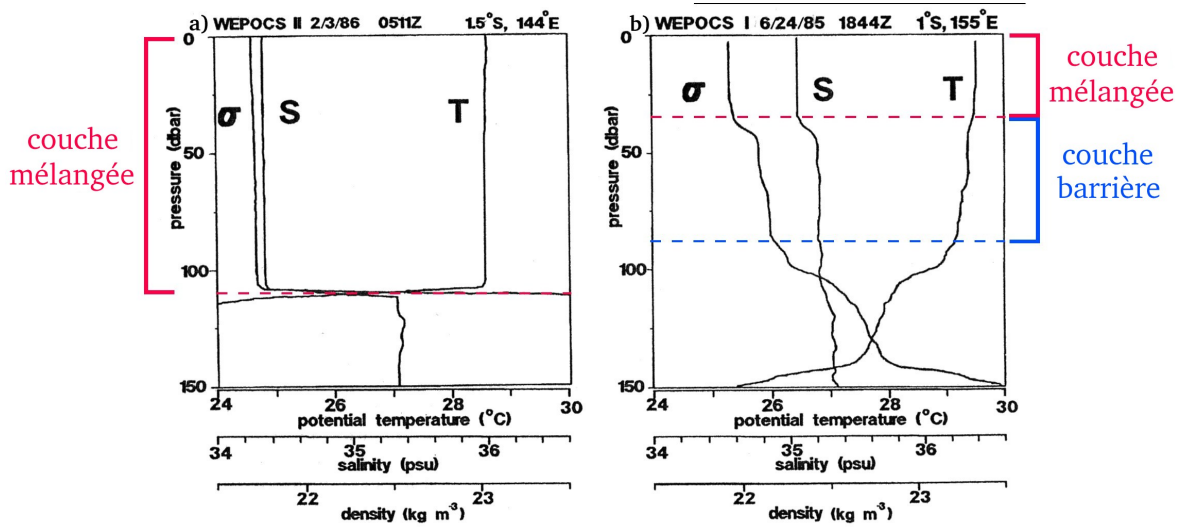 a) WEPOCS II 2/3/86 0511Z 1.5°S, 144°E
0
50
100
150
pressure (dbar)
σ S T
couche
mélangée
24 26 28 30
potential temperature (°C)
34 35 36
salinity (psu)
22 23
density (kg m-3)
b) WEPOCS I 6/24/85 1844Z 1°S, 155°E
0
50
100
150
pressure (dbar)
σ S T
couche
mélangée
couche
barrière
24 26 28 30
potential temperature (°C)
34 35 36
salinity (psu)
22 23
density (kg m-3)